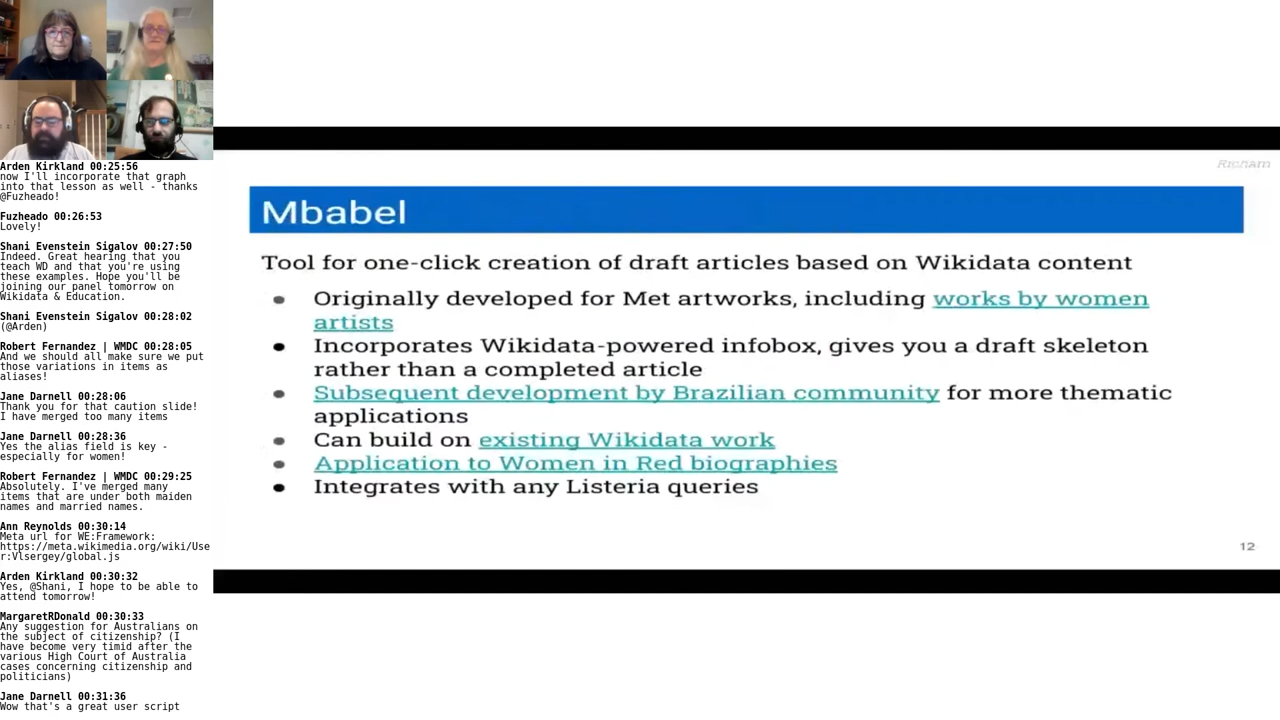 Arden Kirkland 00:25:56
now I'll incorporate that graph
into that lesson as well - thanks
@Fuzheado!
Fuzheado 00:26:53
Lovely!
Shani Evenstein Sigalov 00:27:50
Indeed. Great hearing that you
teach WD and that you're using
these examples. Hope you'll be
joining our panel tomorrow on
Wikidata & Education.
Shani Evenstein Sigalov 00:28:02
(@Arden)
Robert Fernandez | WMDC 00:28:05
And we should all make sure we put
those variations in items as
aliases!
Jane Darnell 00:28:06
Thank you for that caution slide!
I have merged too many items
Jane Darnell 00:28:36
Yes the alias field is key -
especially for women!
Robert Fernandez | WMDC 00:29:25
Absolutely. I've merged many
items that are under both maiden
names and married names.
Ann Reynolds 00:30:14
Meta url for WE:Framework:
https://meta.wikimedia.org/wiki/Use
r:Vlsergey/global.js
Arden Kirkland 00:30:32
Yes, @Shani, I hope to be able to
attend tomorrow!
MargaretRDonald 00:30:33
Any suggestion for Australians on
the subject of citizenship? (I
have become very timid after the
various High Court of Australia
cases concerning citizenship and
politicians)
Jane Darnell 00:31:36
Wow that's a great user script
Mbabel
Tool for one-click creation of draft articles based on Wikidata content
Originally developed for Met artworks, including works by women
artists
Incorporates Wikidata-powered infobox, gives you a draft skeleton
rather than a completed article
Subsequent development by Brazilian community for more thematic
applications
Can build on existing Wikidata work
Application to Women in Red biographies
Integrates with any Listeria queries
12